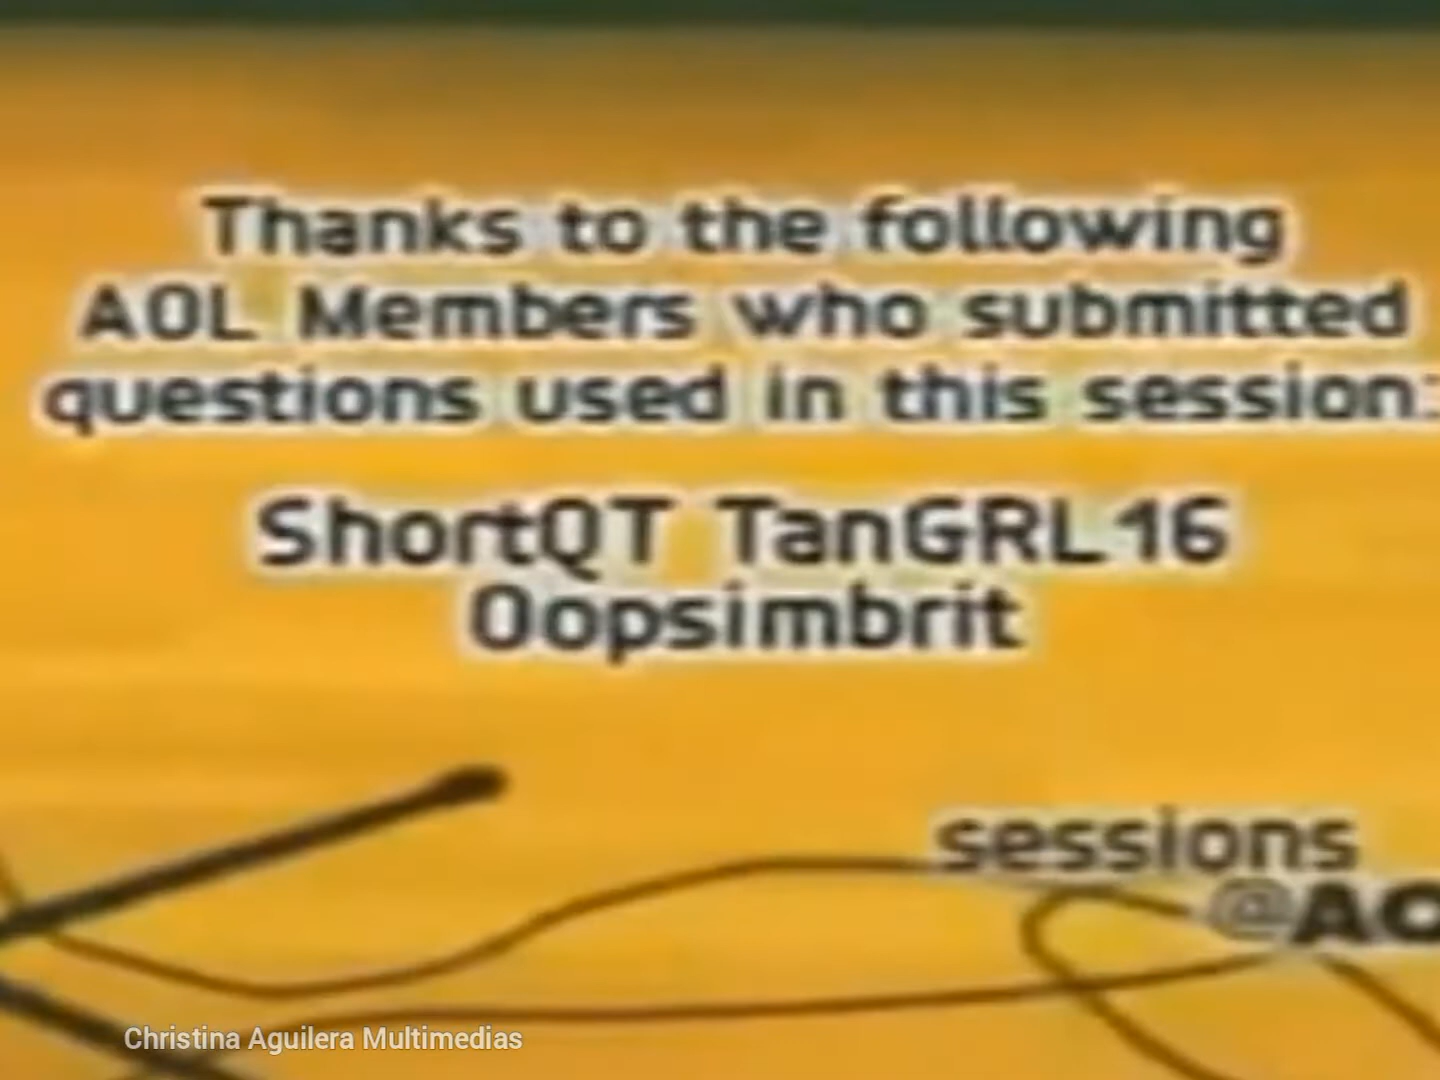 Thanks to the following
AOL Members who submitted
questions used in this session:
ShortQT TanGRL16
Oopsimbrit
sessions
@AO
Christina Aguilera Multimedias